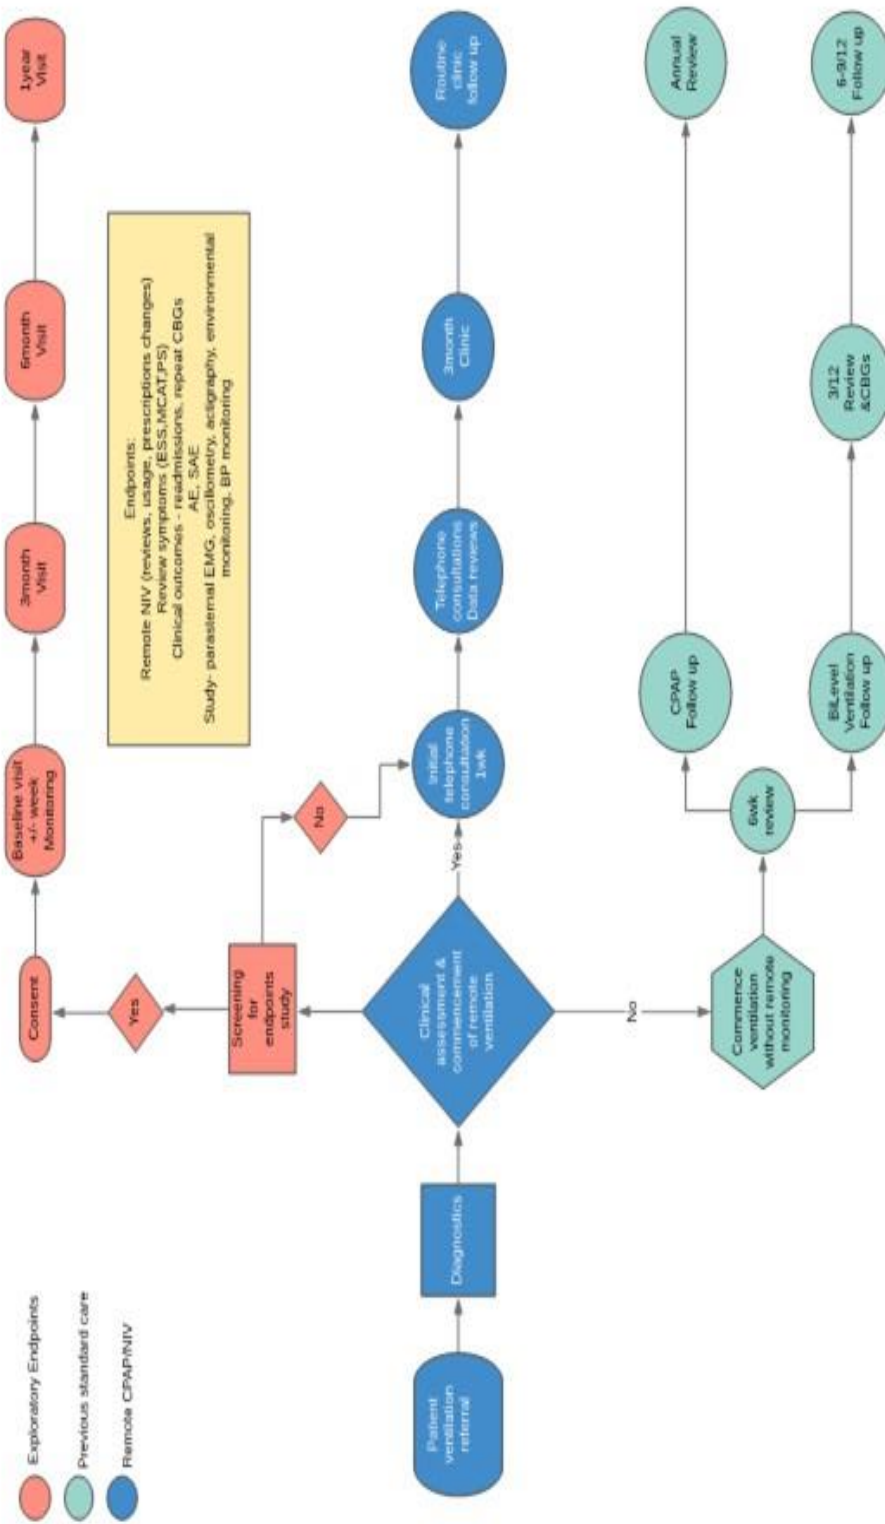 Exploratory Endpoints
Previous standard care
Remote CPAP/NIV
Consent
Baseline visit
+/- week
Monitoring
3month
Visit
6month
Visit
1year
Visit
Yes
Screening
for
endpoints
study
No
Endpoints:
Remote NIV (reviews, usage, prescriptions changes)
Review symptoms (ESS,MCAT,PS)
Clinical outcomes - readmissions, repeat CBGs
AE, SAE
Study- parasternal EMG, oscillometry, actigraphy, environmental
monitoring, BP monitoring
Patient
ventilation
referral
Diagnostics
Clinical
assessment &
commencement
of remote
ventilation
Yes
Initial
telephone
consultation
1wk
Telephone
consultations
Data reviews
3month
Clinic
Routine
clinic
follow up
No
Commence
ventilation
without remote
monitoring
6wk
review
CPAP
Follow up
Annual
Review
BiLevel
Ventilation
Follow up
3/12
Review
&CBGs
6-9/12
Follow up